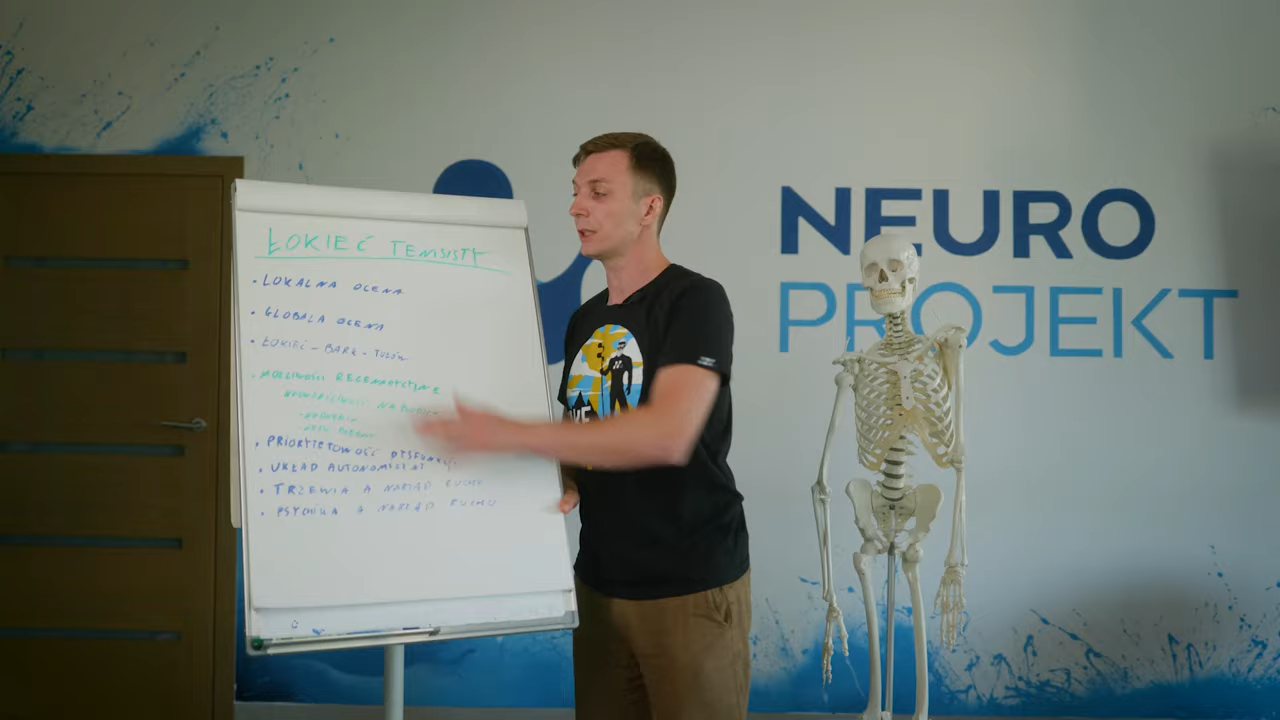 ŁOKIEĆ TENISISTY
• LOKALNA OCENA
• GLOBALNA OCENA
• ŁOKIEĆ - BARK - TUŁÓW
• MOŻLIWOŚCI REGENERACYJNE
• PRIORYTETOWOŚĆ
• UKŁAD AUTONOMICZNY
• TRZEWIA A NARZĄD RUCHU
• PSYCHIKA A NARZĄD RUCHU
NEURO
PROJEKT